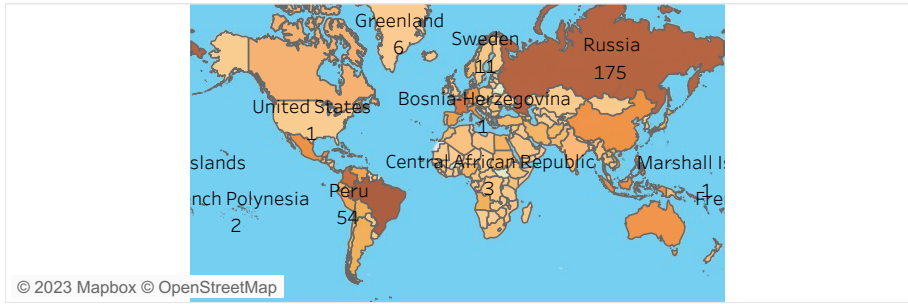 Greenland
6
Sweden
11
Russia
175
United States
1
Bosnia-Herzegovina
1
slands
Central African Republic
3
Marshall Is
1
nch Polynesia
2
Peru
54
Fre
© 2023 Mapbox © OpenStreetMap